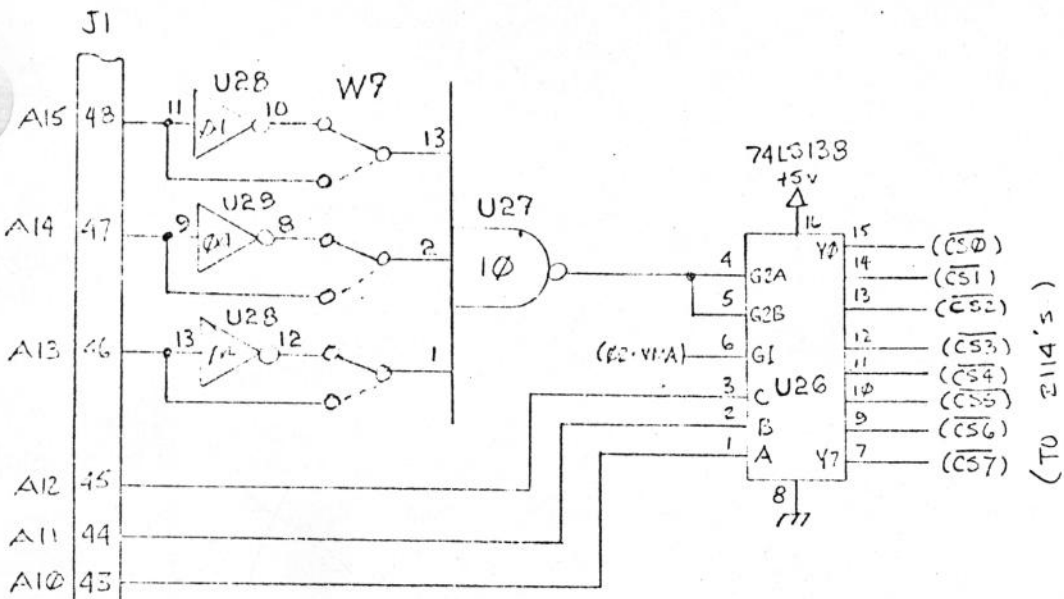 J1
A15 48 11 U28 10 W7 13
A14 47 9 U28 8 2
A13 46 13 U28 12 1
U27
10
74LS138
+5V
16
4 G2A
5 G2B
6 G1
3 C
2 B
1 A
U26
8
Y0 15 (CS0)
14 (CS1)
13 (CS2)
12 (CS3)
11 (CS4)
10 (CS5)
9 (CS6)
Y7 7 (CS7)
(TO 2114's)
A12 45
A11 44
A10 43